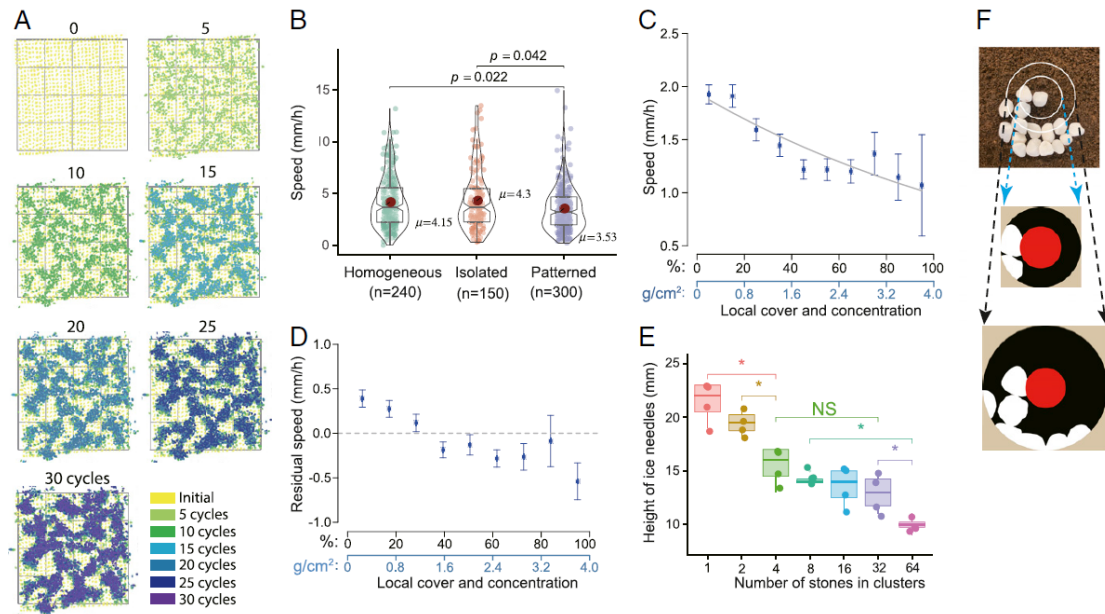 A
0
5
10
15
20
25
30 cycles
Initial
5 cycles
10 cycles
15 cycles
20 cycles
25 cycles
30 cycles
B
Speed (mm/h)
15
10
5
0
p = 0.042
p = 0.022
μ=4.15
μ=4.3
μ=3.53
Homogeneous
(n=240)
Isolated
(n=150)
Patterned
(n=300)
C
Speed (mm/h)
2.5
2.0
1.5
1.0
0.5
%: 0 20 40 60 80 100
g/cm²: 0 0.8 1.6 2.4 3.2 4.0
Local cover and concentration
D
Residual speed (mm/h)
1.0
0.5
0.0
-0.5
-1.0
%: 0 20 40 60 80 100
g/cm²: 0 0.8 1.6 2.4 3.2 4.0
Local cover and concentration
E
Height of ice needles (mm)
25
20
15
10
*
*
NS
*
*
1 2 4 8 16 32 64
Number of stones in clusters
F